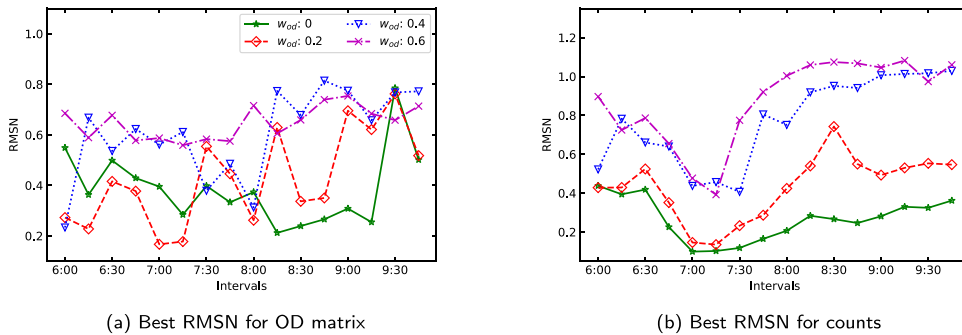 1.0
0.8
0.6
0.4
0.2
RMSN
w_od: 0
w_od: 0.2
w_od: 0.4
w_od: 0.6
6:00 6:30 7:00 7:30 8:00 8:30 9:00 9:30
Intervals
(a) Best RMSN for OD matrix
1.2
1.0
0.8
0.6
0.4
0.2
RMSN
6:00 6:30 7:00 7:30 8:00 8:30 9:00 9:30
Intervals
(b) Best RMSN for counts